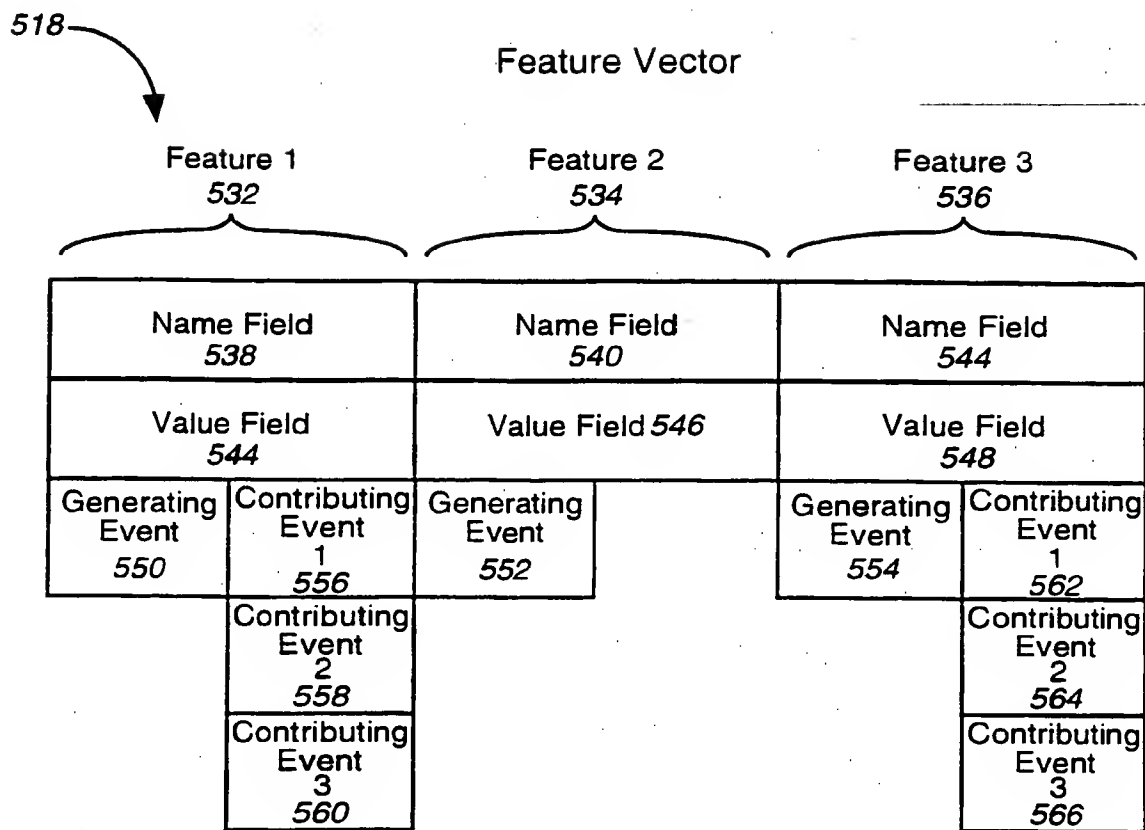 518
Feature Vector
Feature 1
532
Feature 2
534
Feature 3
536
Name Field
538
Name Field
540
Name Field
544
Value Field
544
Value Field 546
Value Field
548
Generating
Event
550
Contributing
Event
1
556
Generating
Event
552
Generating
Event
554
Contributing
Event
1
562
Contributing
Event
2
558
Contributing
Event
2
564
Contributing
Event
3
560
Contributing
Event
3
566